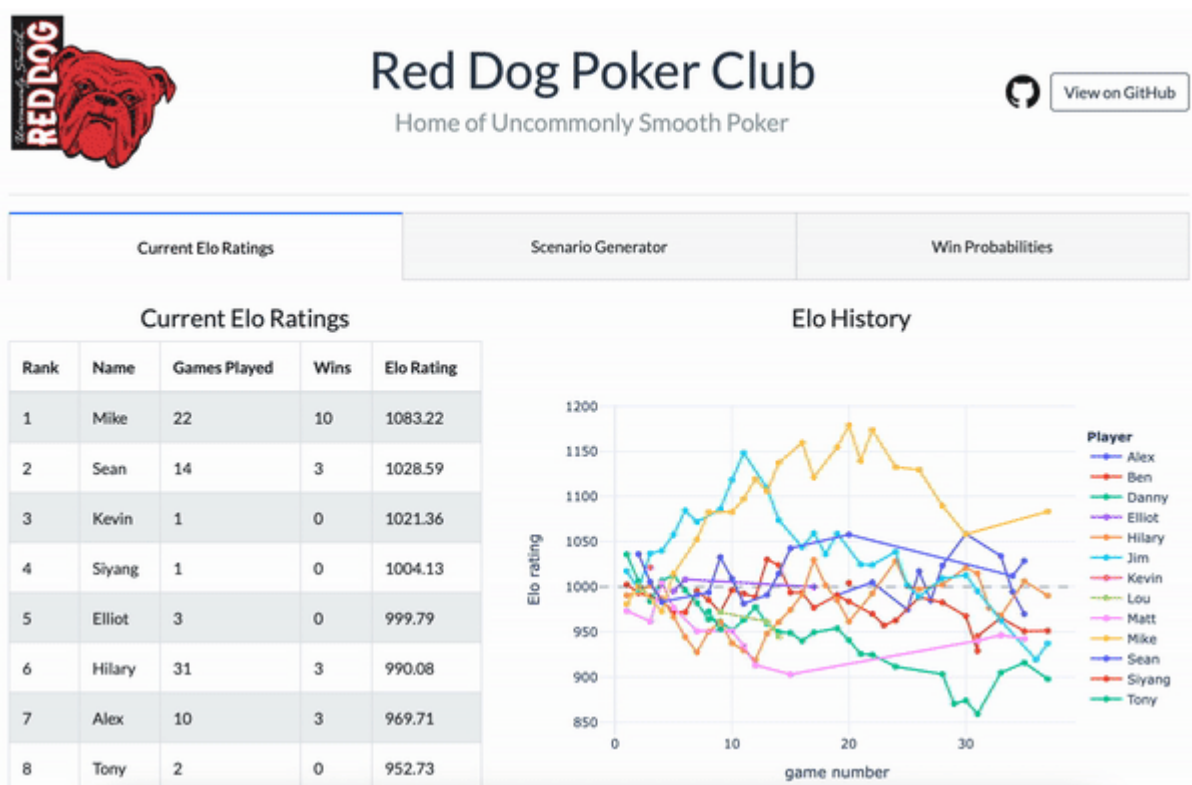 Uncommonly Smooth
RED DOG
Red Dog Poker Club
Home of Uncommonly Smooth Poker
View on GitHub
Current Elo Ratings
Scenario Generator
Win Probabilities
Current Elo Ratings
Rank Name Games Played Wins Elo Rating
1 Mike 22 10 1083.22
2 Sean 14 3 1028.59
3 Kevin 1 0 1021.36
4 Siyang 1 0 1004.13
5 Elliot 3 0 999.79
6 Hilary 31 3 990.08
7 Alex 10 3 969.71
8 Tony 2 0 952.73
Elo History
Elo rating
1200
1150
1100
1050
1000
950
900
850
0 10 20 30
game number
Player
Alex
Ben
Danny
Elliot
Hilary
Jim
Kevin
Lou
Matt
Mike
Sean
Siyang
Tony